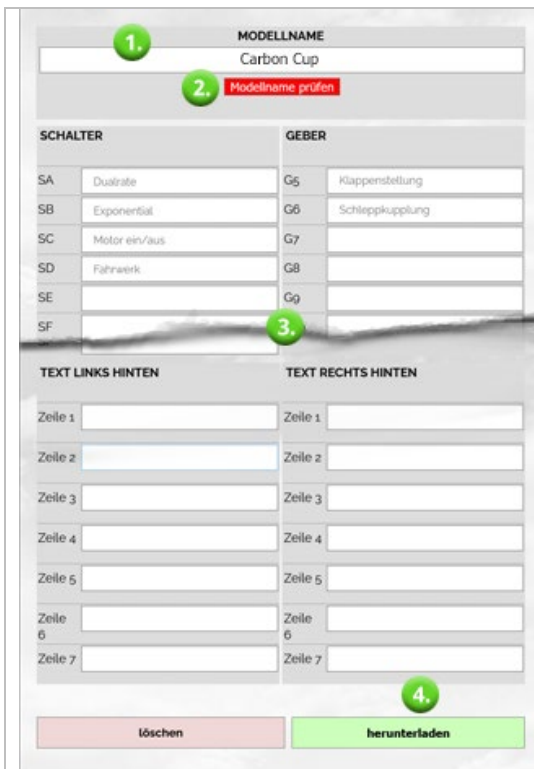 1. MODELLNAME
Carbon Cup
2. Modellname prüfen
SCHALTER GEBER
SA Dualrate G5 Klappenstellung
SB Exponential G6 Schleppkupplung
SC Motor ein/aus G7
SD Fahrwerk G8
SE G9
SF 3.
TEXT LINKS HINTEN TEXT RECHTS HINTEN
Zeile 1 Zeile 1
Zeile 2 Zeile 2
Zeile 3 Zeile 3
Zeile 4 Zeile 4
Zeile 5 Zeile 5
Zeile Zeile
6 6
Zeile 7 Zeile 7
4.
löschen herunterladen